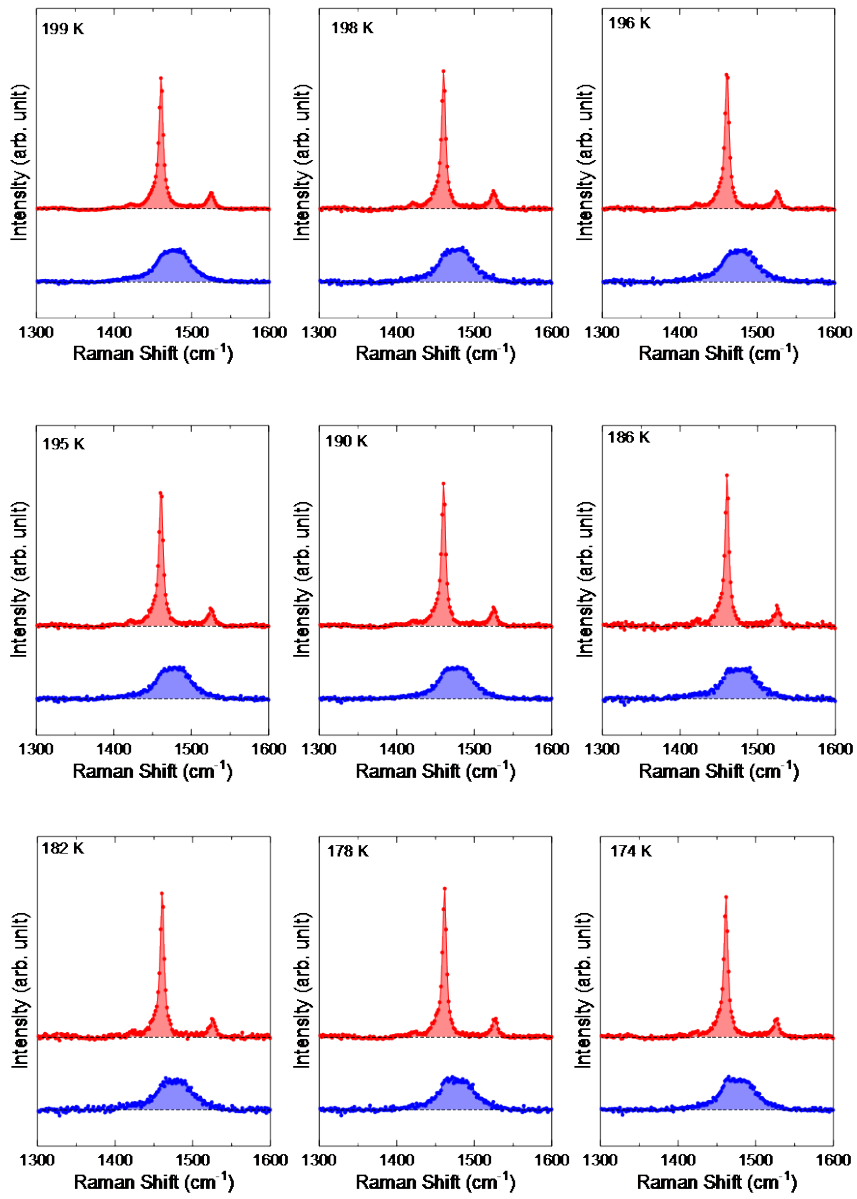 199 K
198 K
196 K
Intensity (arb. unit)
Intensity (arb. unit)
Intensity (arb. unit)
1300 1400 1500 1600
1300 1400 1500 1600
1300 1400 1500 1600
Raman Shift (cm⁻¹)
Raman Shift (cm⁻¹)
Raman Shift (cm⁻¹)
195 K
190 K
186 K
Intensity (arb. unit)
Intensity (arb. unit)
Intensity (arb. unit)
1300 1400 1500 1600
1300 1400 1500 1600
1300 1400 1500 1600
Raman Shift (cm⁻¹)
Raman Shift (cm⁻¹)
Raman Shift (cm⁻¹)
182 K
178 K
174 K
Intensity (arb. unit)
Intensity (arb. unit)
Intensity (arb. unit)
1300 1400 1500 1600
1300 1400 1500 1600
1300 1400 1500 1600
Raman Shift (cm⁻¹)
Raman Shift (cm⁻¹)
Raman Shift (cm⁻¹)